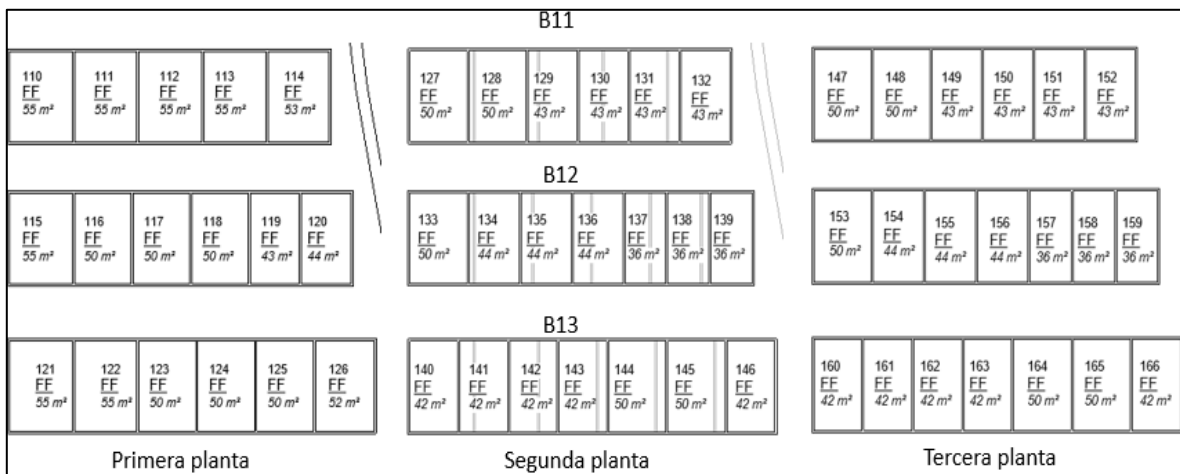 B11
110 111 112 113 114
FF FF FF FF FF
55 m² 55 m² 55 m² 55 m² 53 m²
127 128 129 130 131 132
FF FF FF FF FF FF
50 m² 50 m² 43 m² 43 m² 43 m² 43 m²
147 148 149 150 151 152
FF FF FF FF FF FF
50 m² 50 m² 43 m² 43 m² 43 m² 43 m²
B12
115 116 117 118 119 120
FF FF FF FF FF FF
55 m² 50 m² 50 m² 50 m² 43 m² 44 m²
133 134 135 136 137 138 139
FF FF FF FF FF FF FF
50 m² 44 m² 44 m² 44 m² 36 m² 36 m² 36 m²
153 154 155 156 157 158 159
FF FF FF FF FF FF FF
50 m² 44 m² 44 m² 44 m² 36 m² 36 m² 36 m²
B13
121 122 123 124 125 126
FF FF FF FF FF FF
55 m² 55 m² 50 m² 50 m² 50 m² 52 m²
140 141 142 143 144 145 146
FF FF FF FF FF FF FF
42 m² 42 m² 42 m² 42 m² 50 m² 50 m² 42 m²
160 161 162 163 164 165 166
FF FF FF FF FF FF FF
42 m² 42 m² 42 m² 42 m² 50 m² 50 m² 42 m²
Primera planta Segunda planta Tercera planta